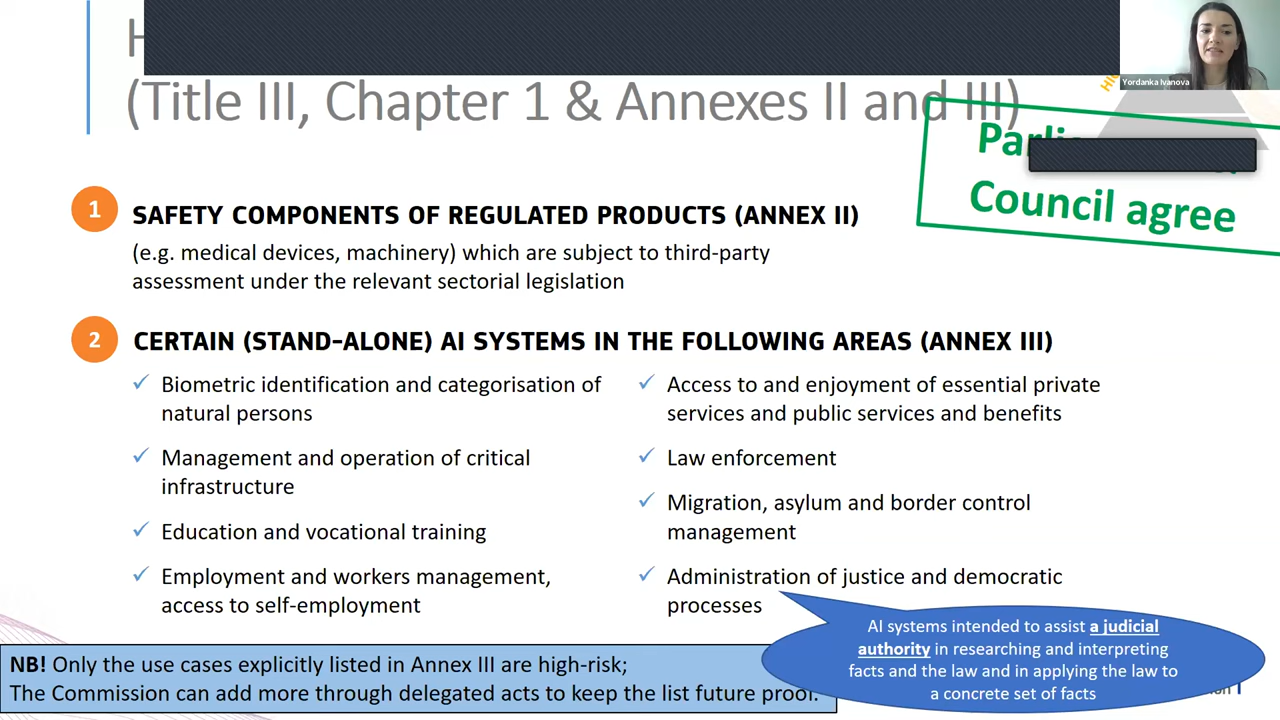 (Title III, Chapter 1 & Annexes II and III)
Yordanka Ivanova
Council agree
1
SAFETY COMPONENTS OF REGULATED PRODUCTS (ANNEX II)
(e.g. medical devices, machinery) which are subject to third-party
assessment under the relevant sectorial legislation
2
CERTAIN (STAND-ALONE) AI SYSTEMS IN THE FOLLOWING AREAS (ANNEX III)
✓ Biometric identification and categorisation of
natural persons
✓ Management and operation of critical
infrastructure
✓ Education and vocational training
✓ Employment and workers management,
access to self-employment
✓ Access to and enjoyment of essential private
services and public services and benefits
✓ Law enforcement
✓ Migration, asylum and border control
management
✓ Administration of justice and democratic
processes
AI systems intended to assist a judicial
authority in researching and interpreting
facts and the law and in applying the law to
a concrete set of facts
NB! Only the use cases explicitly listed in Annex III are high-risk;
The Commission can add more through delegated acts to keep the list future proof.